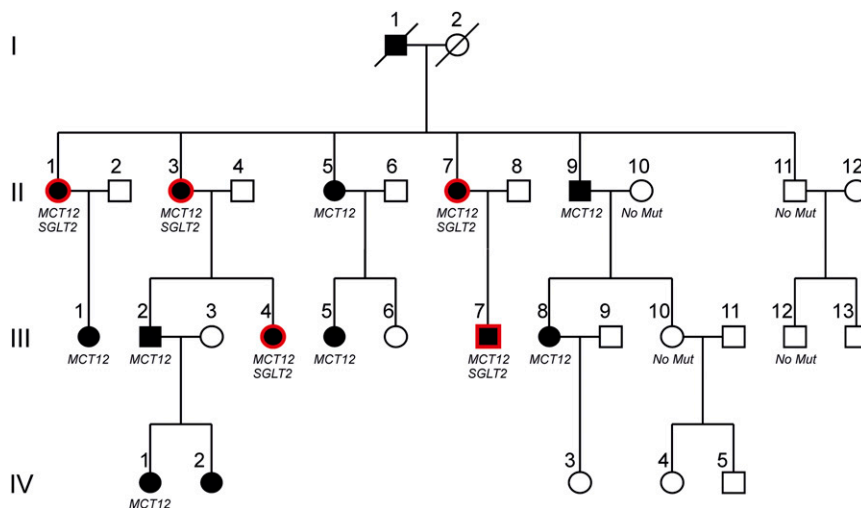 1 2
I
1 2 3 4 5 6 7 8 9 10 11 12
II
MCT12 MCT12 MCT12 MCT12 MCT12 No Mut No Mut
SGLT2 SGLT2 SGLT2
1 2 3 4 5 6 7 8 9 10 11 12 13
III
MCT12 MCT12 MCT12 MCT12 MCT12 MCT12 No Mut No Mut
SGLT2 SGLT2
1 2 3 4 5
IV
MCT12